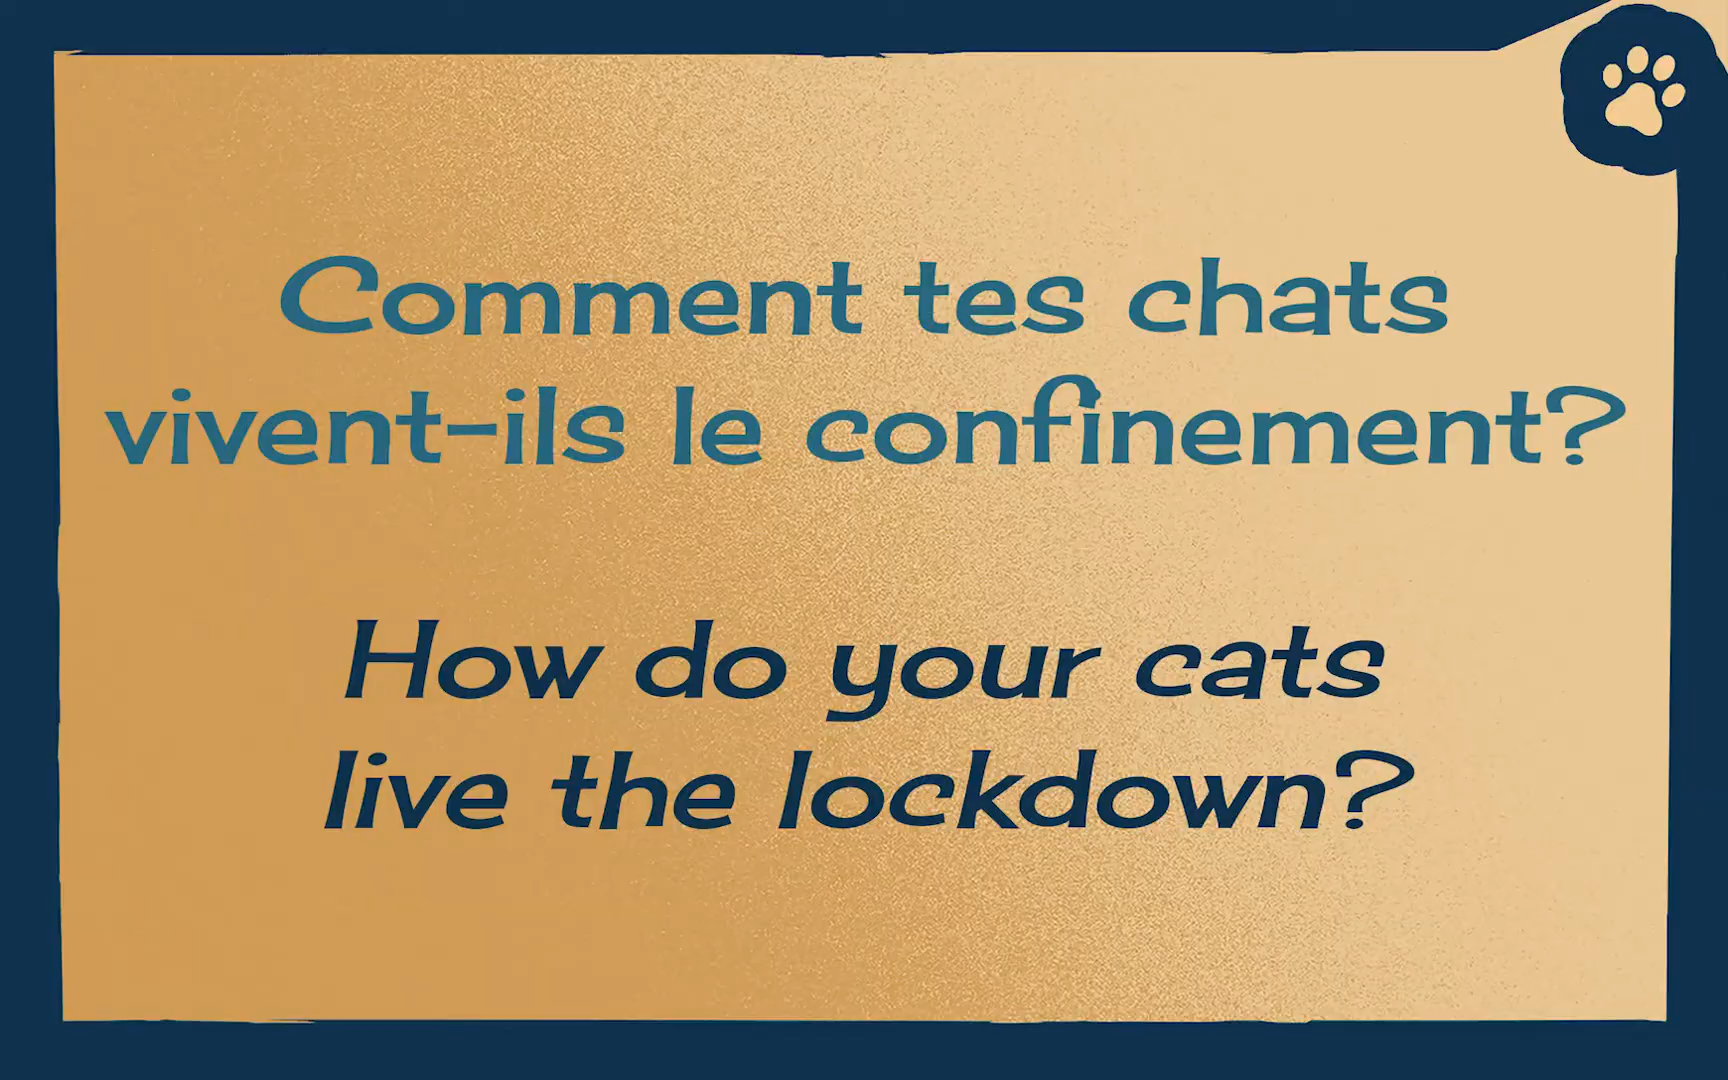 Comment tes chats
vivent-ils le confinement?
How do your cats
live the lockdown?